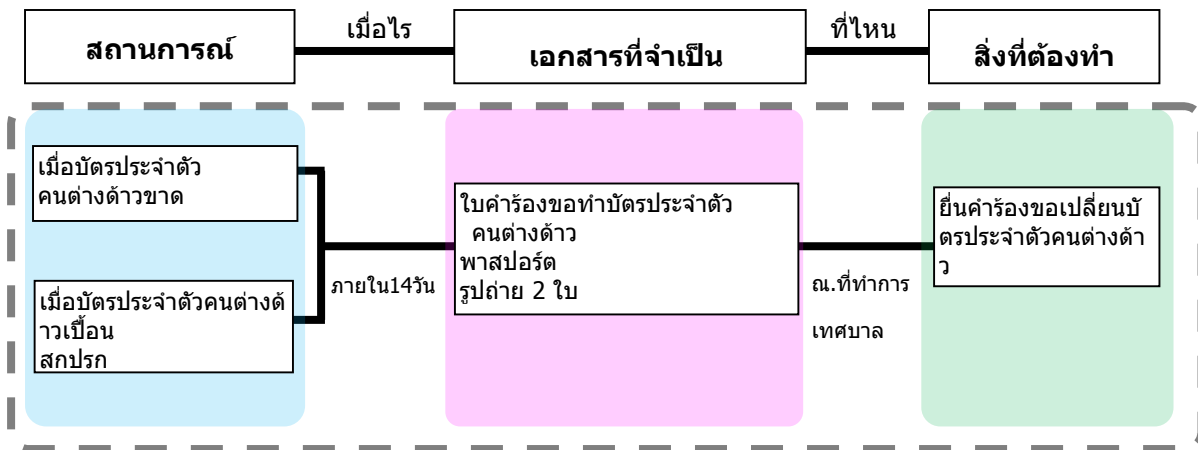 สถานการณ์
เมื่อไร
เอกสารที่จำเป็น
ที่ไหน
สิ่งที่ต้องทำ
เมื่อบัตรประจำตัว
คนต่างด้าวขาด
เมื่อบัตรประจำตัวคนต่างด้
าวเปื้อน
สกปรก
ภายใน14วัน
ใบคำร้องขอทำบัตรประจำตัว
คนต่างด้าว
พาสปอร์ต
รูปถ่าย 2 ใบ
ณ.ที่ทำการ
เทศบาล
ยื่นคำร้องขอเปลี่ยนบั
ตรประจำตัวคนต่างด้า
ว